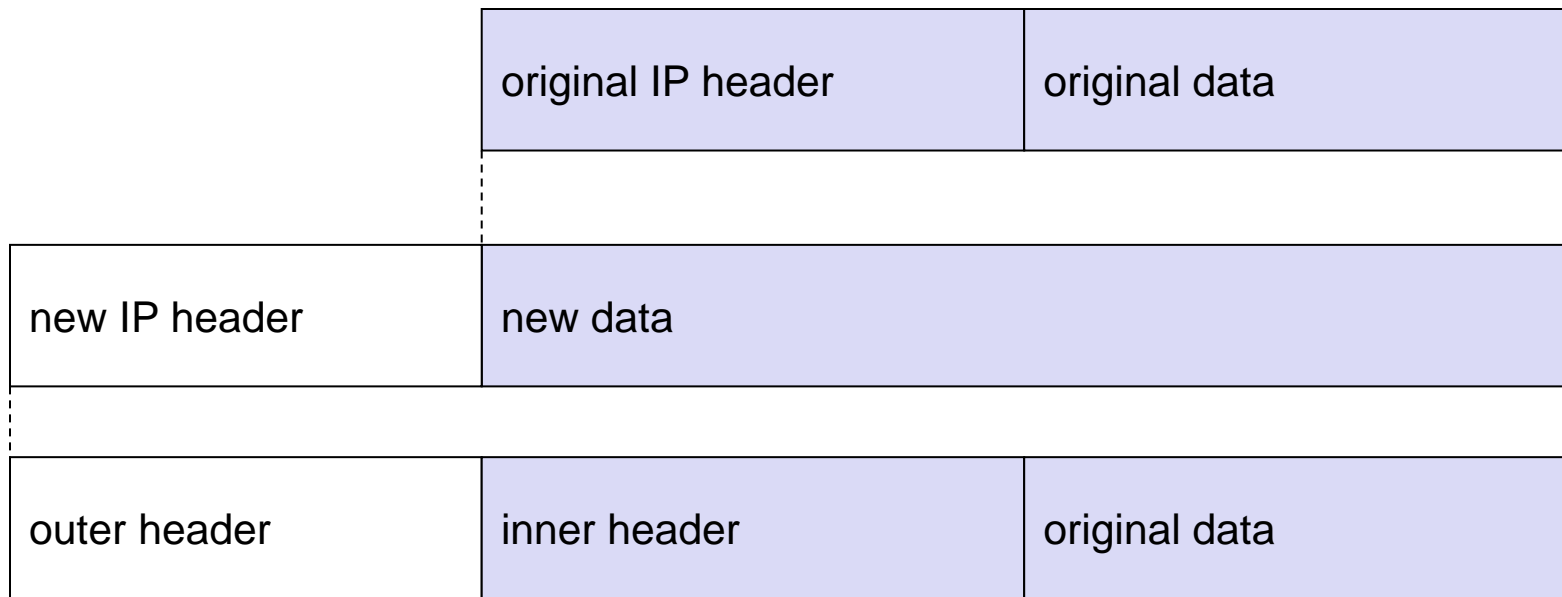 original IP header
original data
new IP header
new data
outer header
inner header
original data